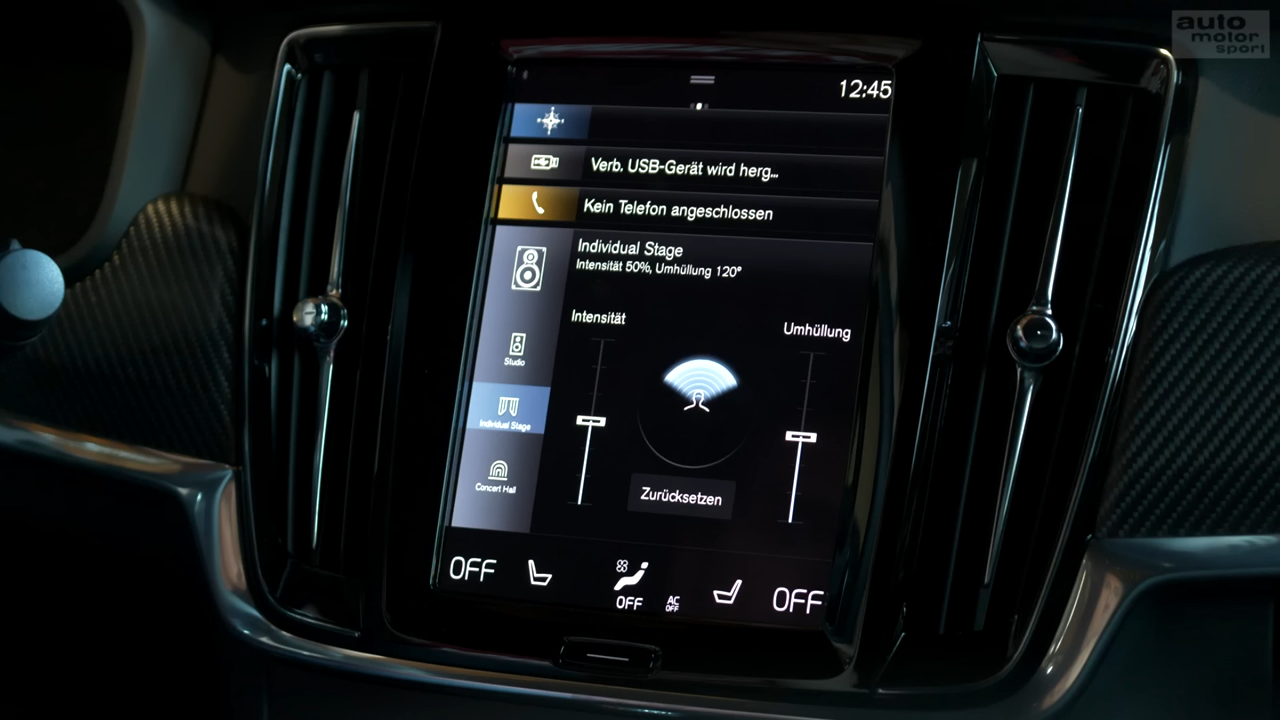 auto
motor
sport
12:45
Verb. USB-Gerät wird herg...
Kein Telefon angeschlossen
Individual Stage
Intensität 50%, Umhüllung 120°
Intensität
Umhüllung
Studio
Individual Stage
Concert Hall
Zurücksetzen
OFF
OFF
AC
OFF
OFF